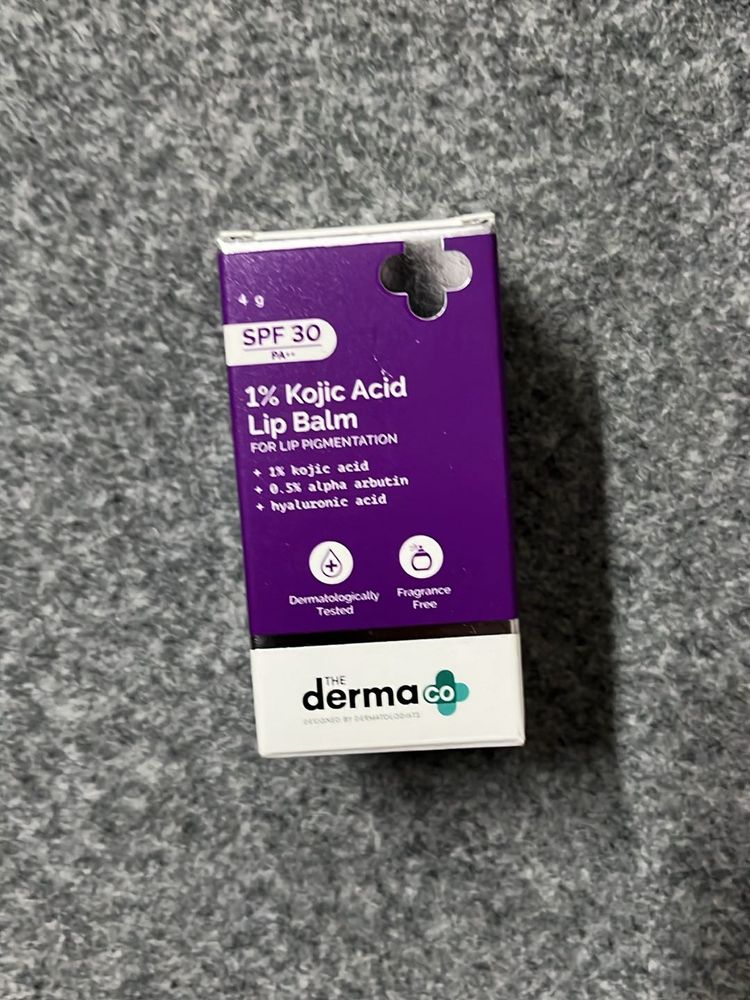 4 g
SPF 30
PA++
1% Kojic Acid
Lip Balm
FOR LIP PIGMENTATION
+ 1% kojic acid
+ 0.5% alpha arbutin
+ hyaluronic acid
Dermatologically
Tested
Fragrance
Free
THE
derma co
DESIGNED BY DERMATOLOGISTS